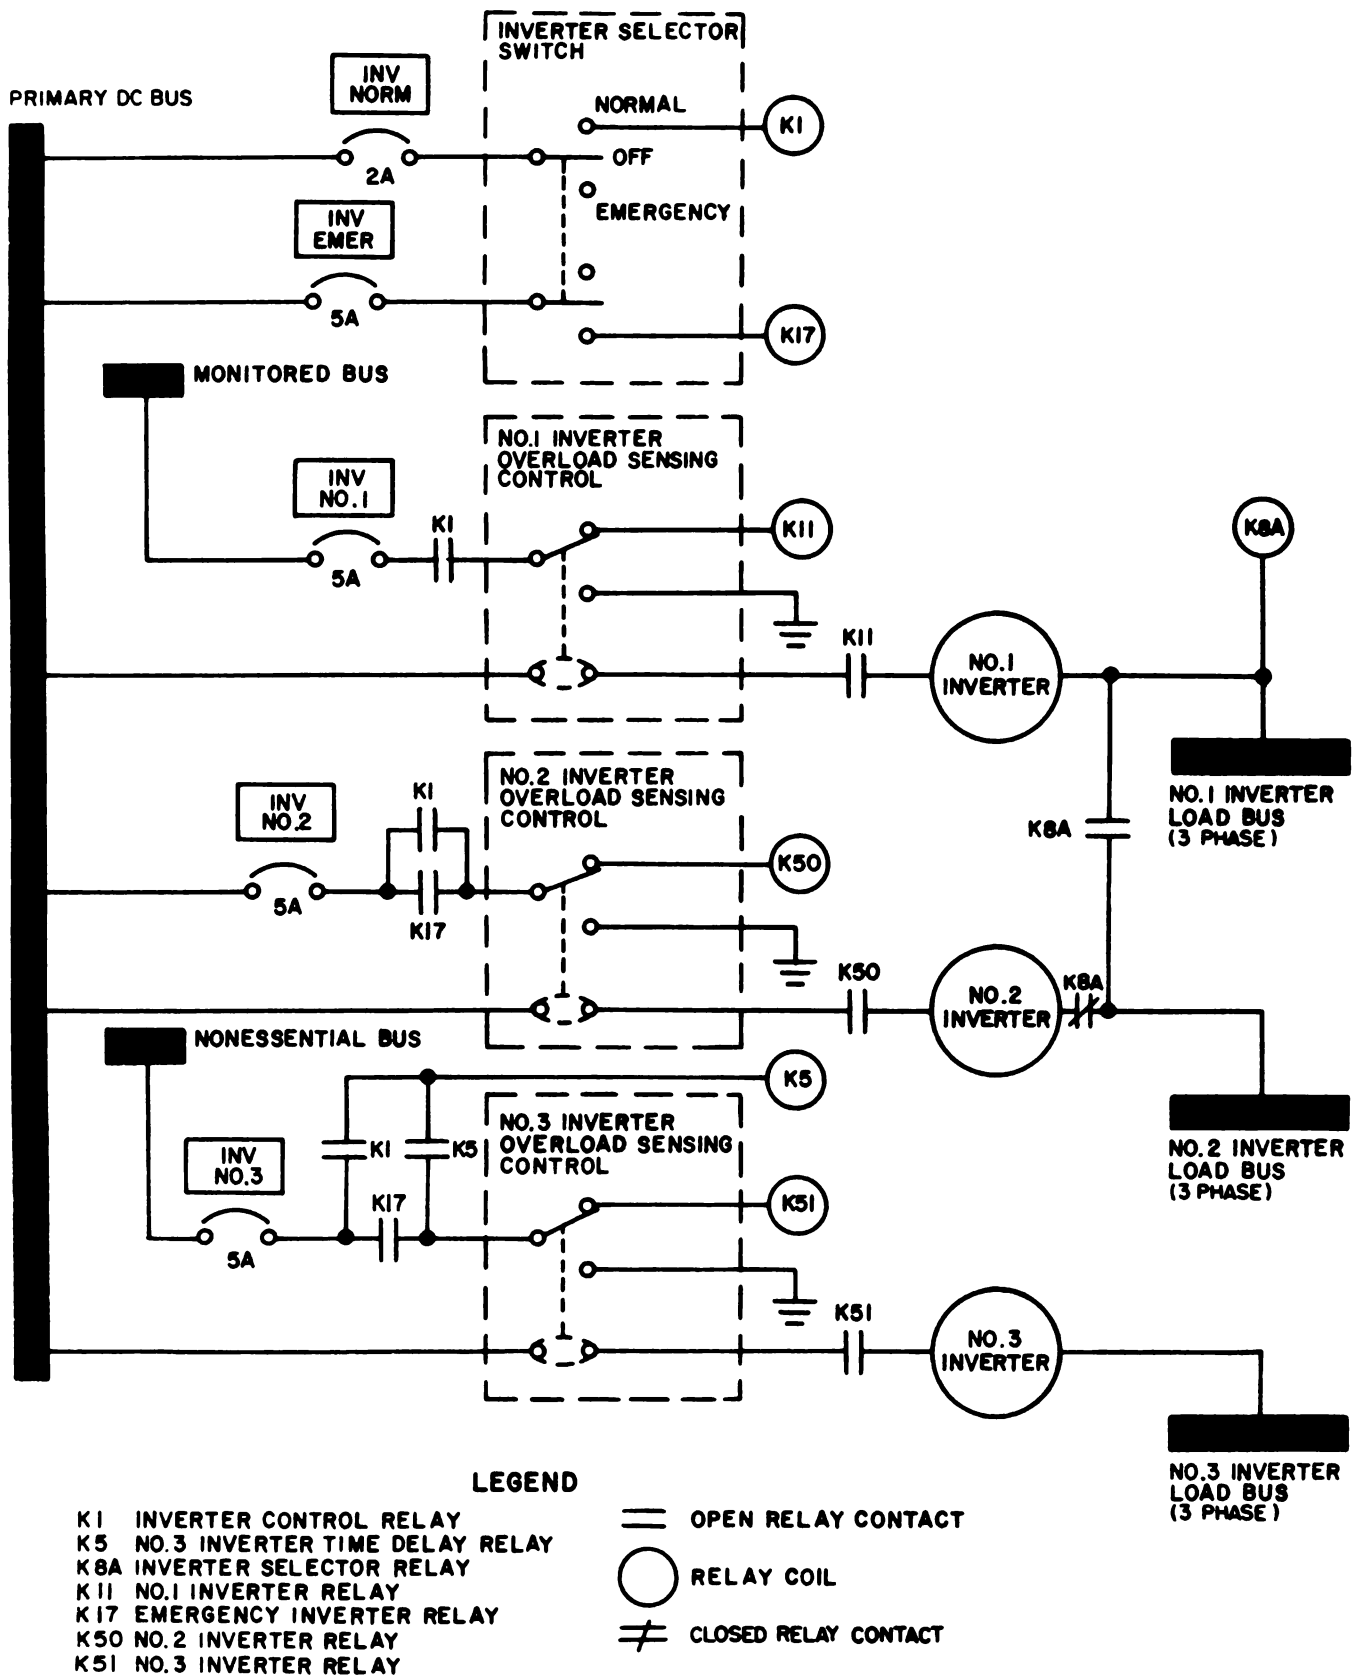 INVERTER SELECTOR
SWITCH
INV
NORM
PRIMARY DC BUS
NORMAL
K1
OFF
2A
EMERGENCY
INV
EMER
5A
K17
MONITORED BUS
NO.1 INVERTER
OVERLOAD SENSING
CONTROL
INV
NO.1
K1
K11
K8A
5A
K11
NO.1
INVERTER
NO.2 INVERTER
OVERLOAD SENSING
CONTROL
INV
NO.2
K1
NO.1 INVERTER
LOAD BUS
(3 PHASE)
K8A
K50
5A
K17
K50
NO.2
INVERTER
K8A
NONESSENTIAL BUS
K5
NO.3 INVERTER
OVERLOAD SENSING
CONTROL
NO.2 INVERTER
LOAD BUS
(3 PHASE)
INV
NO.3
K1
K5
K17
K51
5A
K51
NO.3
INVERTER
NO.3 INVERTER
LOAD BUS
(3 PHASE)
LEGEND
K1 INVERTER CONTROL RELAY
K5 NO.3 INVERTER TIME DELAY RELAY
K8A INVERTER SELECTOR RELAY
K11 NO.1 INVERTER RELAY
K17 EMERGENCY INVERTER RELAY
K50 NO.2 INVERTER RELAY
K51 NO.3 INVERTER RELAY
OPEN RELAY CONTACT
RELAY COIL
CLOSED RELAY CONTACT